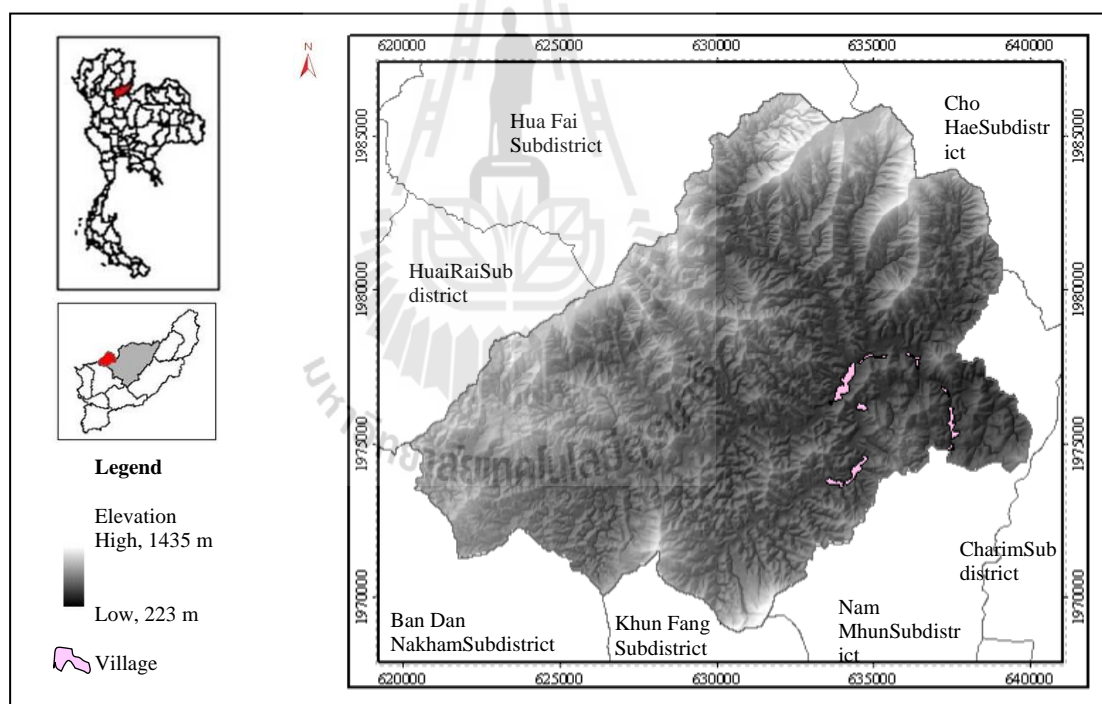 N
620000
625000
630000
635000
640000
1985000
1980000
1975000
1970000
1985000
1980000
1975000
1970000
Hua Fai
Subdistrict
Cho
HaeSubdistr
ict
HuaiRaiSub
district
CharimSub
district
Ban Dan
NakhamSubdistrict
Khun Fang
Subdistrict
Nam
MhunSubdistr
ict
620000
625000
630000
635000
640000
Legend
Elevation
High, 1435 m
Low, 223 m
Village